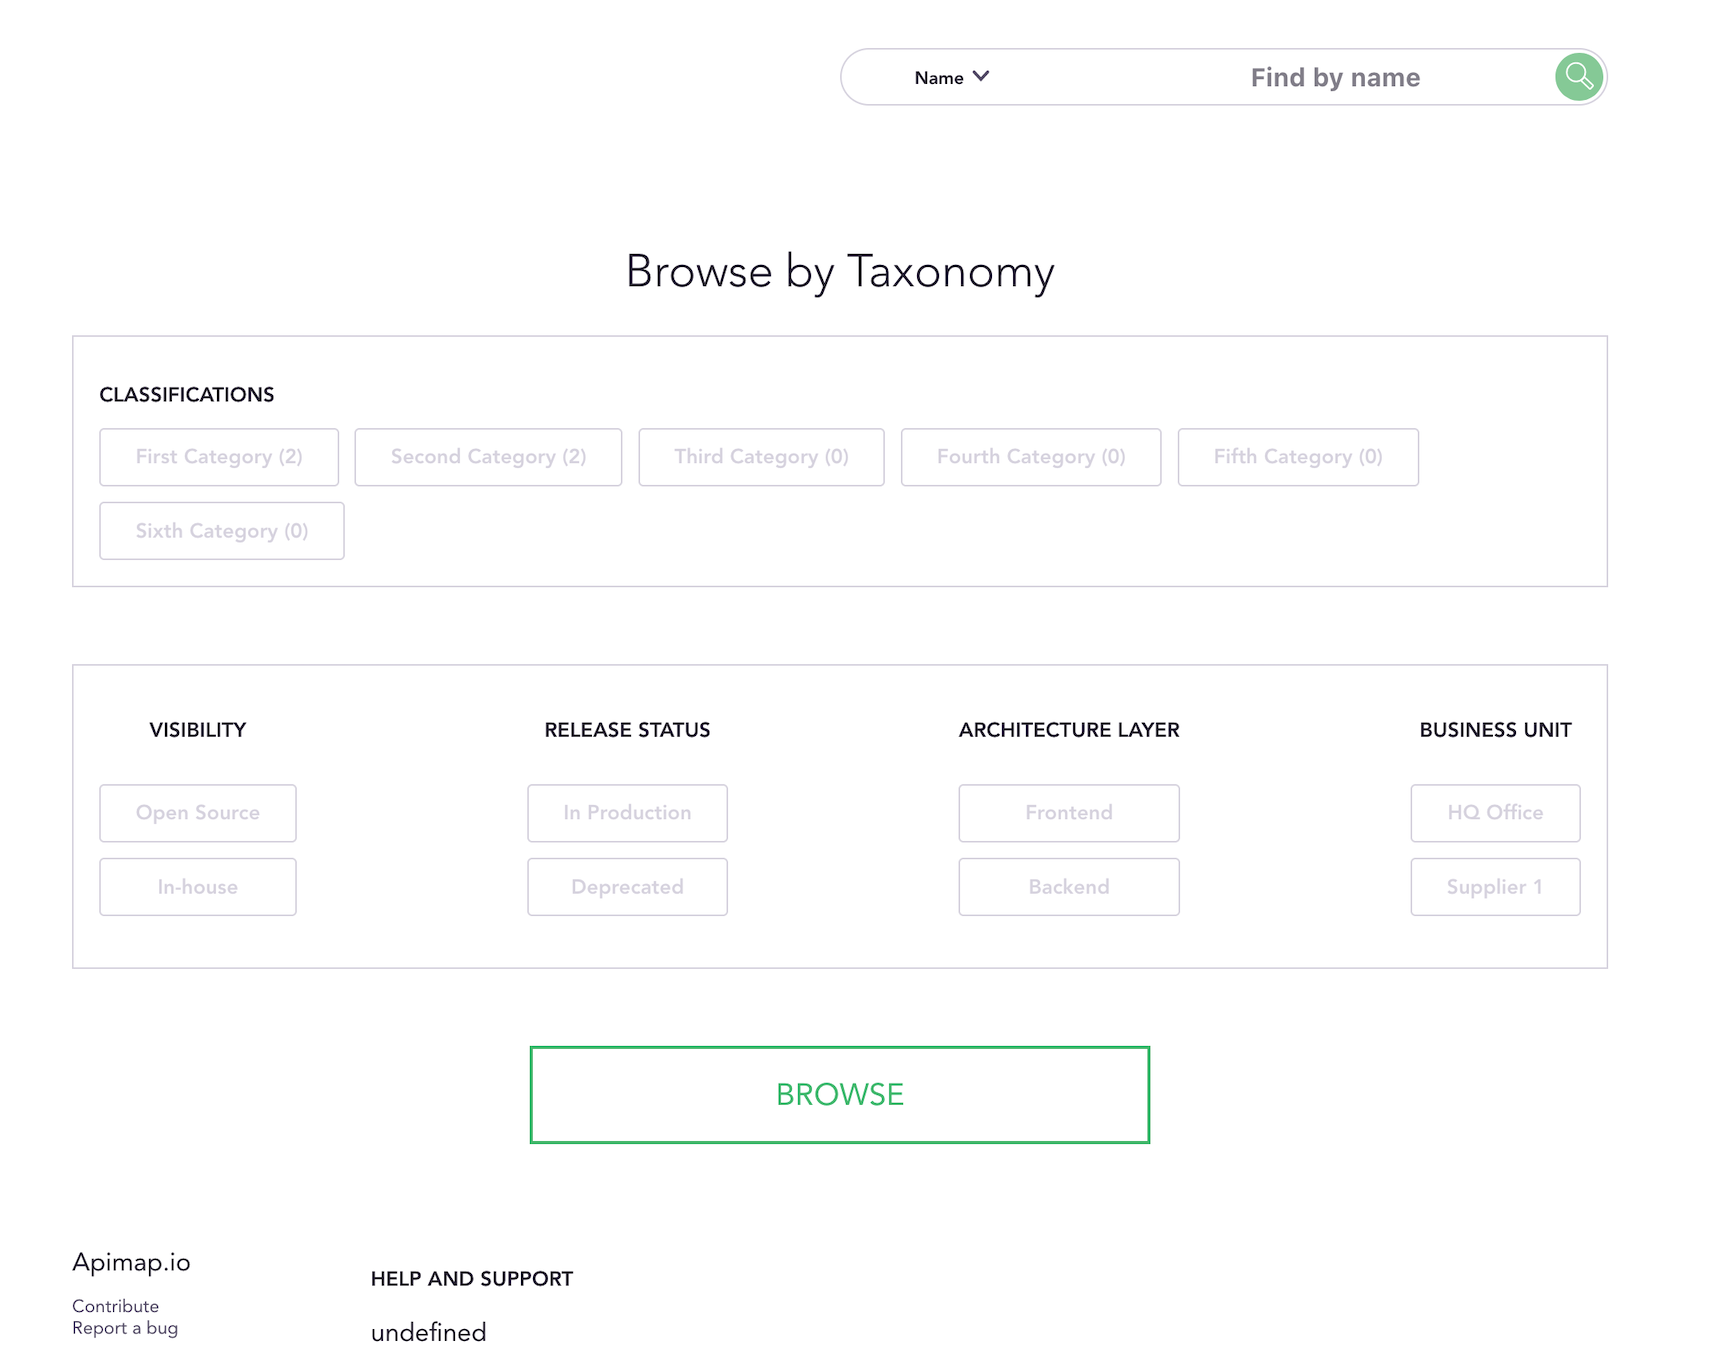 Name
Find by name
Browse by Taxonomy
CLASSIFICATIONS
First Category (2)
Second Category (2)
Third Category (0)
Fourth Category (0)
Fifth Category (0)
Sixth Category (0)
VISIBILITY
Open Source
In-house
RELEASE STATUS
In Production
Deprecated
ARCHITECTURE LAYER
Frontend
Backend
BUSINESS UNIT
HQ Office
Supplier 1
BROWSE
Apimap.io
Contribute
Report a bug
HELP AND SUPPORT
undefined